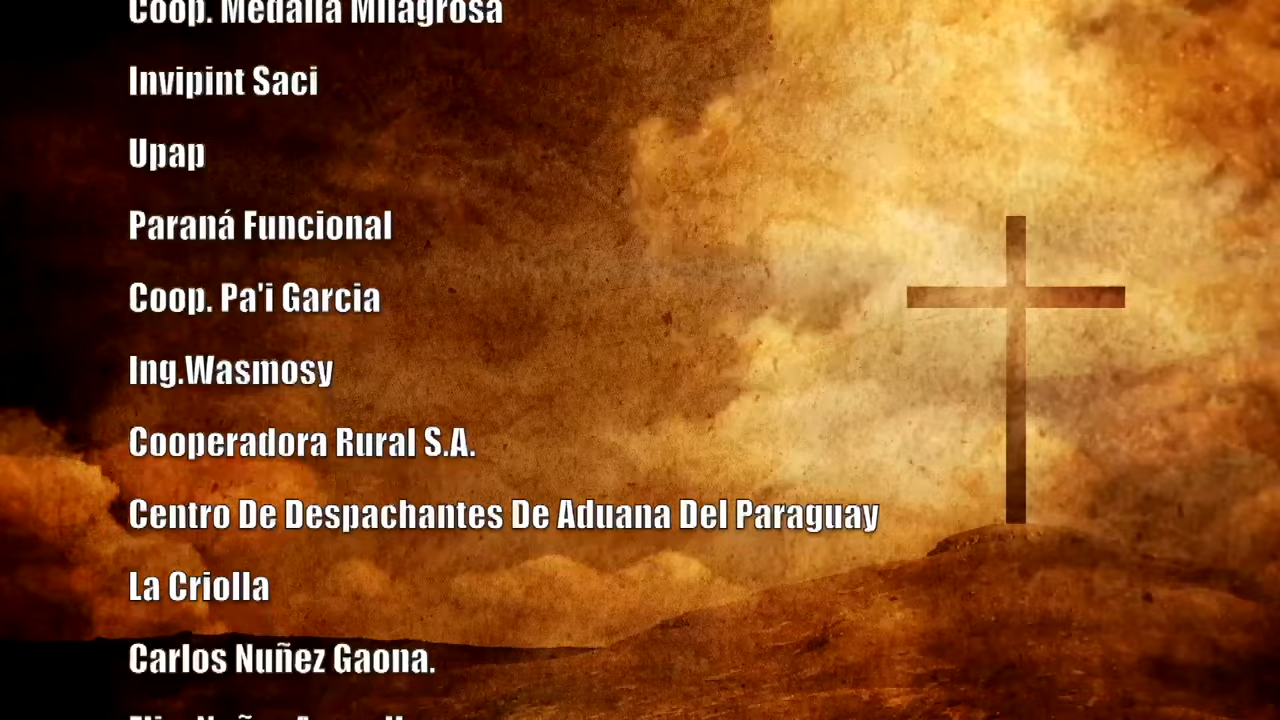 Coop. Medalla Milagrosa
Invipint Saci
Upap
Paraná Funcional
Coop. Pa'i Garcia
Ing.Wasmosy
Cooperadora Rural S.A.
Centro De Despachantes De Aduana Del Paraguay
La Criolla
Carlos Nuñez Gaona.